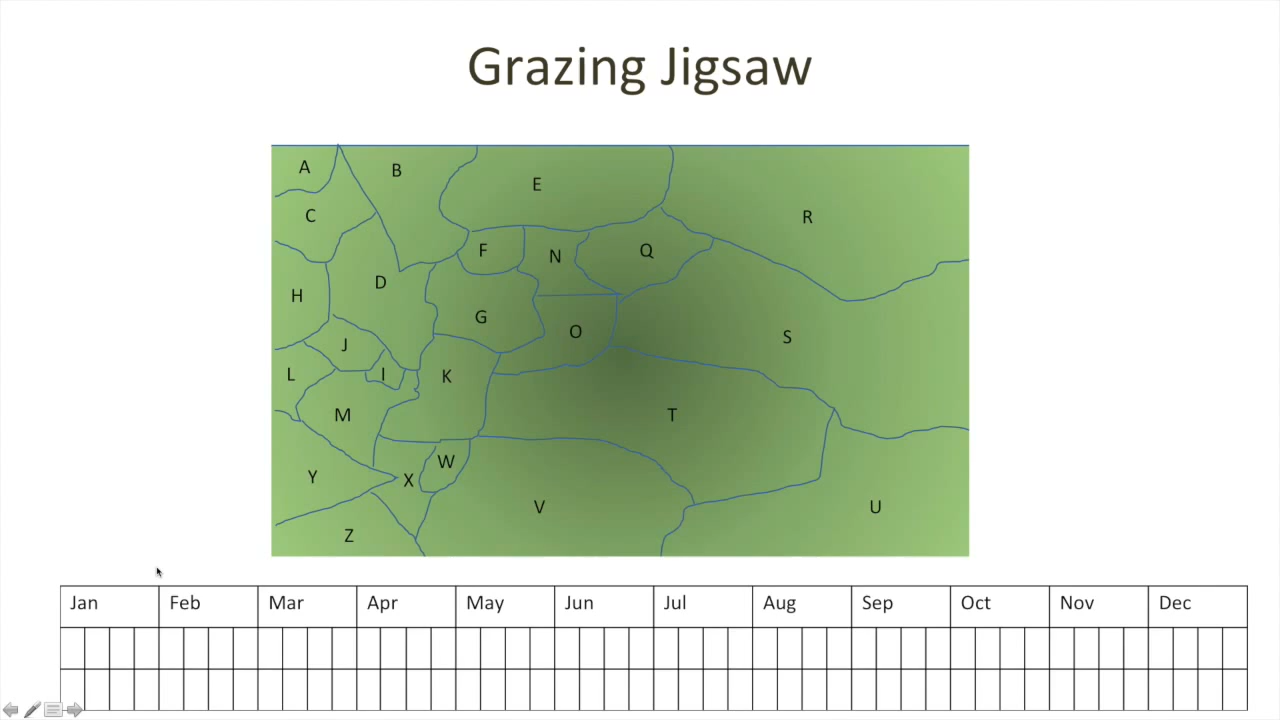 Grazing Jigsaw
A
B
E
C
R
F
N
Q
D
H
G
O
S
J
L
I
K
M
T
W
Y
X
V
U
Z
Jan Feb Mar Apr May Jun Jul Aug Sep Oct Nov Dec